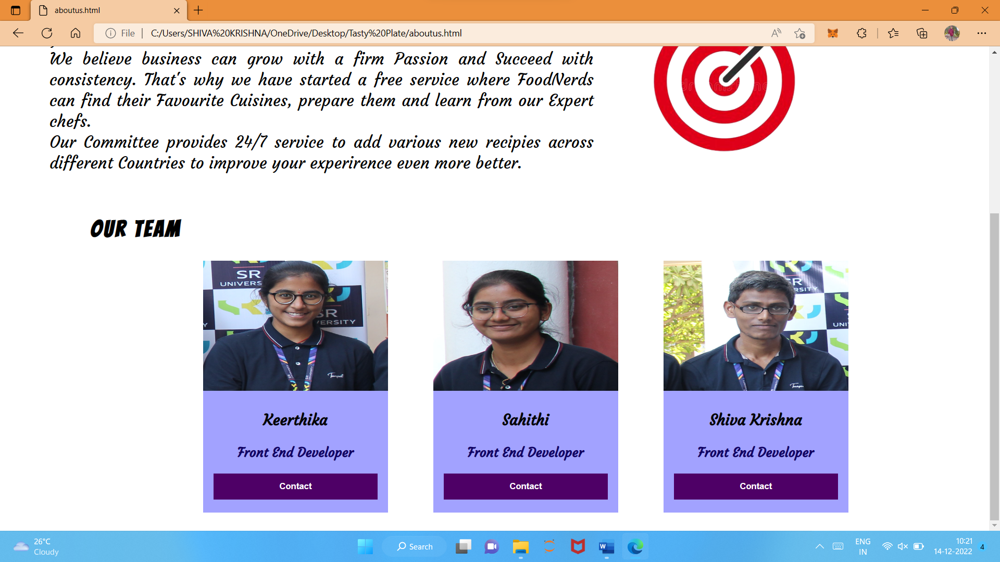 aboutus.html
File
C:/Users/SHIVA%20KRISHNA/OneDrive/Desktop/Tasty%20Plate/aboutus.html
We believe business can grow with a firm Passion and Succeed with
consistency. That's why we have started a free service where FoodNerds
can find their Favourite Cuisines, prepare them and learn from our Expert
chefs.
Our Committee provides 24/7 service to add various new recipies across
different Countries to improve your experirence even more better.
OUR TEAM
SR
UNIVERS
SR
VERSITY
SR
UNIVERSITY
Keerthika
Front End Developer
Contact
Sahithi
Front End Developer
Contact
SR
RSITY
UNI
Shiva Krishna
Front End Developer
Contact
26°C
Cloudy
Search
ENG
IN
10:21
14-12-2022
4